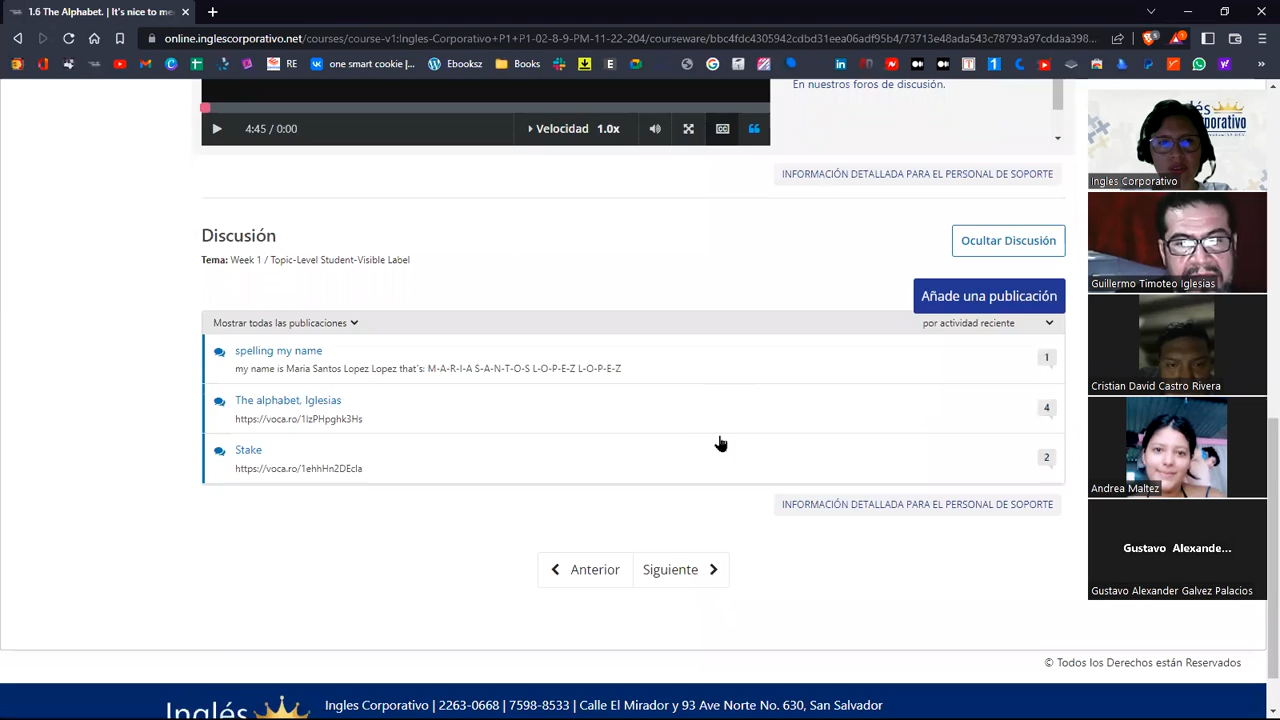 1.6 The Alphabet. | It's nice to me
online.inglescorporativo.net/courses/course-v1:Ingles-Corporativo+P1+P1-02-8-9-PM-11-22-204/courseware/bbc4fdc4305942cdbd31eea06adf95b4/73713e48ada543c78793a97cddaa398...
RE
one smart cookie |...
Ebooksz
Books
En nuestros foros de discusión.
4:45 / 0:00
Velocidad 1.0x
INFORMACIÓN DETALLADA PARA EL PERSONAL DE SOPORTE
Discusión
Ocultar Discusión
Tema: Week 1 / Topic-Level Student-Visible Label
Añade una publicación
Mostrar todas las publicaciones
por actividad reciente
spelling my name
1
my name is Maria Santos Lopez Lopez that's: M-A-R-I-A S-A-N-T-O-S L-O-P-E-Z L-O-P-E-Z
The alphabet, Iglesias
4
https://voca.ro/1IzPHpghk3Hs
Stake
2
https://voca.ro/1ehhHn2DEcla
INFORMACIÓN DETALLADA PARA EL PERSONAL DE SOPORTE
Anterior
Siguiente
© Todos los Derechos están Reservados
Inglés
Ingles Corporativo | 2263-0668 | 7598-8533 | Calle El Mirador y 93 Ave Norte No. 630, San Salvador
Ingles Corporativo
Guillermo Timoteo Iglesias
Cristian David Castro Rivera
Andrea Maltez
Gustavo Alexande...
Gustavo Alexander Galvez Palacios